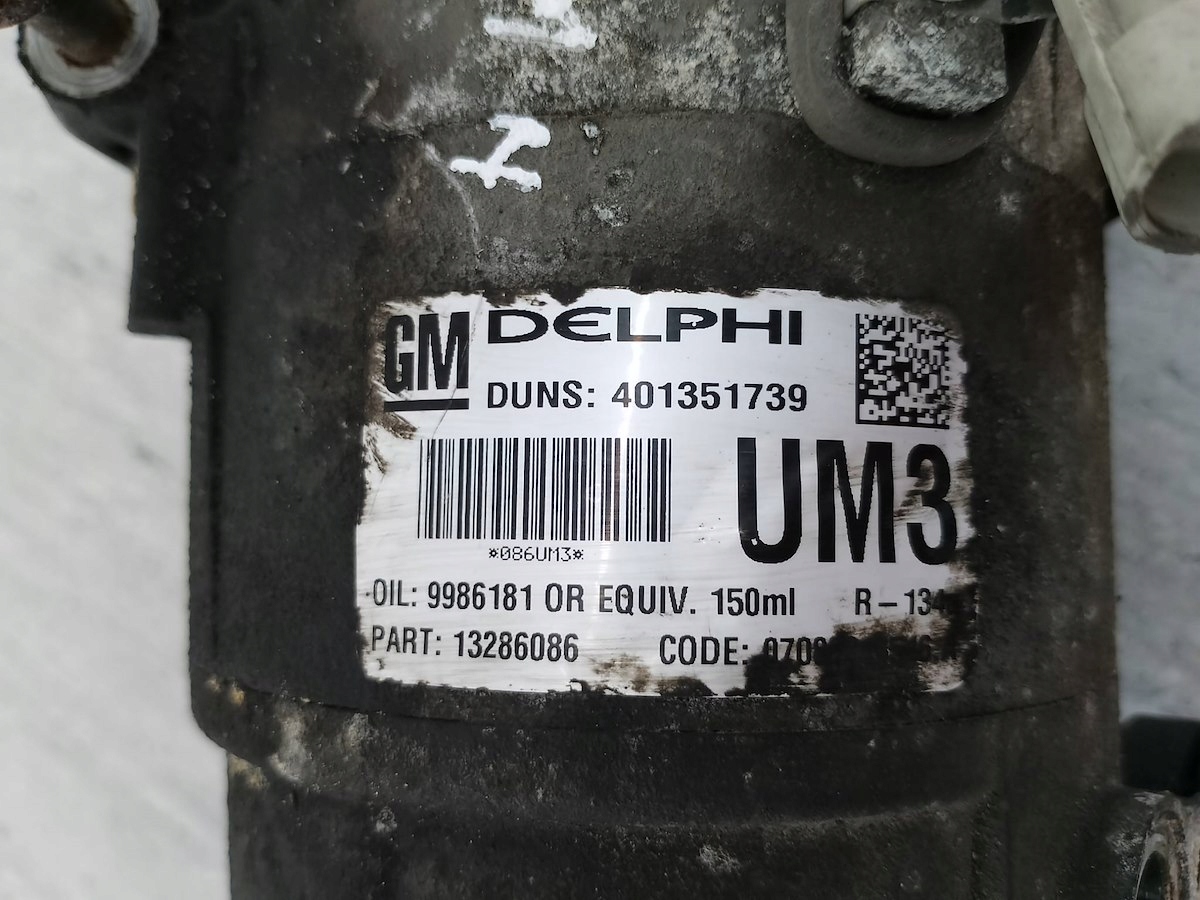 GM DELPHI
DUNS: 401351739
UM3
*086UM3*
OIL: 9986181 OR EQUIV. 150ml
PART: 13286086 CODE: